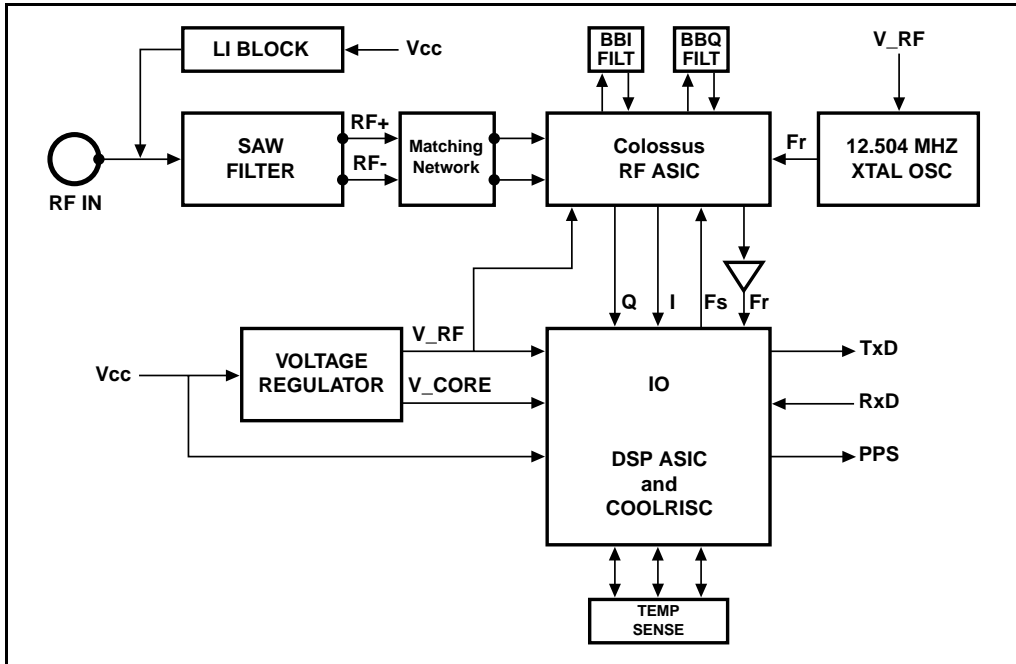 LI BLOCK
Vcc
BBI
FILT
BBQ
FILT
V_RF
RF IN
SAW
FILTER
RF+
RF-
Matching
Network
Colossus
RF ASIC
Fr
12.504 MHZ
XTAL OSC
Q
I
Fs
Fr
Vcc
VOLTAGE
REGULATOR
V_RF
V_CORE
IO
DSP ASIC
and
COOLRISC
TxD
RxD
PPS
TEMP
SENSE